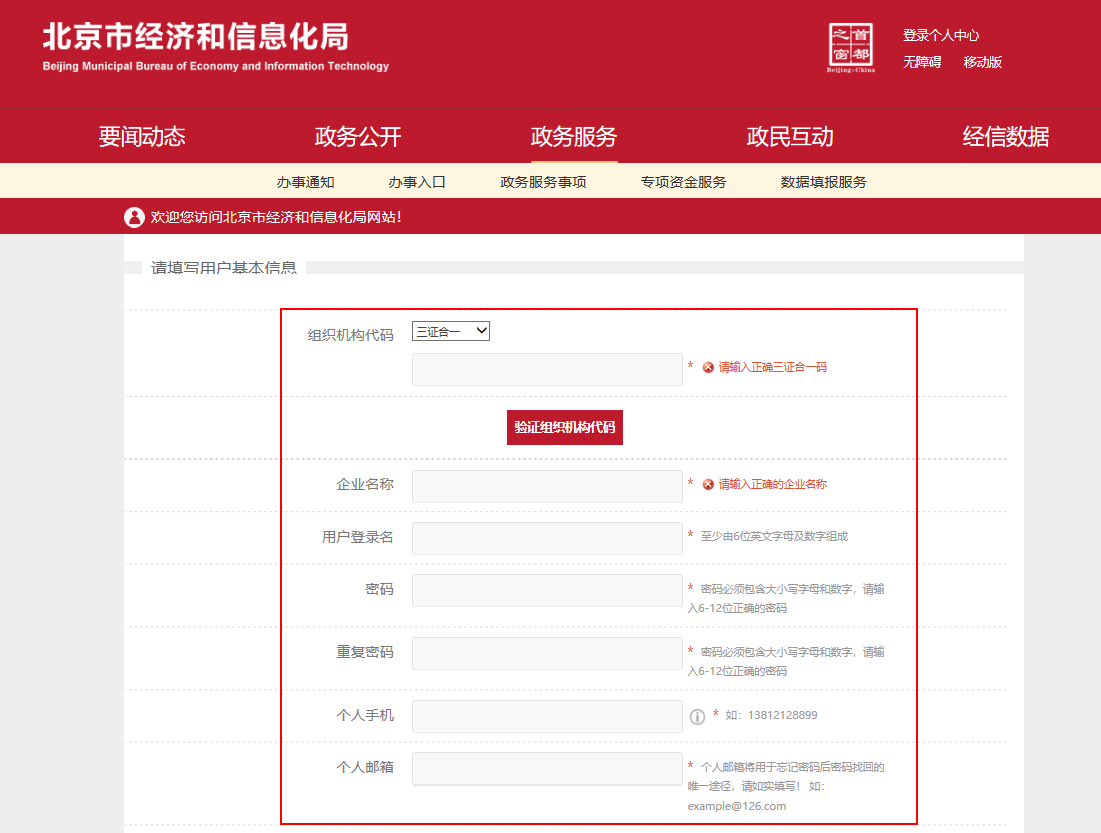 北京市经济和信息化局
Beijing Municipal Bureau of Economy and Information Technology
首都之窗
Beijing-China
登录个人中心
无障碍 移动版
要闻动态 政务公开 政务服务 政民互动 经信数据
办事通知 办事入口 政务服务事项 专项资金服务 数据填报服务
欢迎您访问北京市经济和信息化局网站!
请填写用户基本信息
组织机构代码 三证合一
* 请输入正确三证合一码
验证组织机构代码
企业名称 * 请输入正确的企业名称
用户登录名 * 至少由6位英文字母及数字组成
密码 * 密码必须包含大小写字母和数字，请输
入6-12位正确的密码
重复密码 * 密码必须包含大小写字母和数字，请输
入6-12位正确的密码
个人手机 * 如：13812128899
个人邮箱 * 个人邮箱将用于忘记密码后密码找回的
唯一途径，请如实填写！ 如：
example@126.com